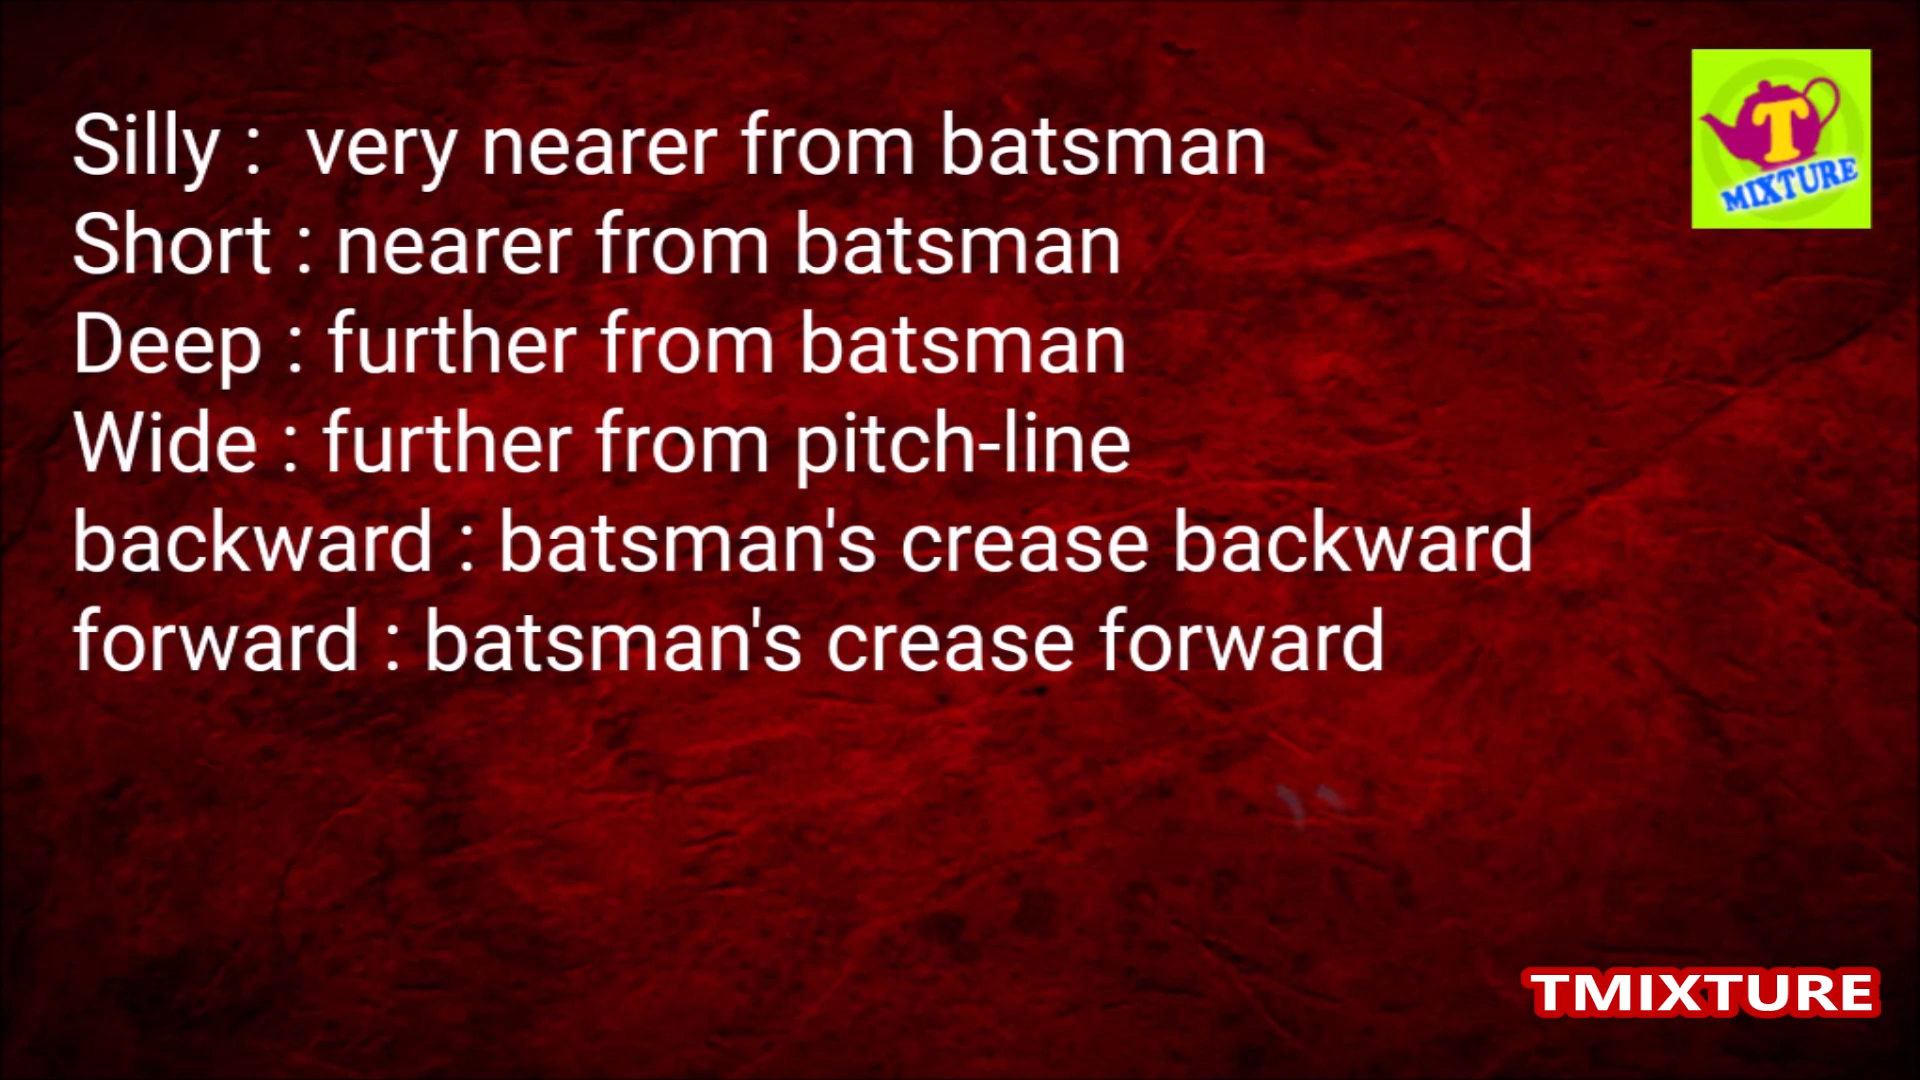 Silly :  very nearer from batsman
Short : nearer from batsman
Deep : further from batsman
Wide : further from pitch-line
backward : batsman's crease backward
forward : batsman's crease forward
T
MIXTURE
TMIXTURE